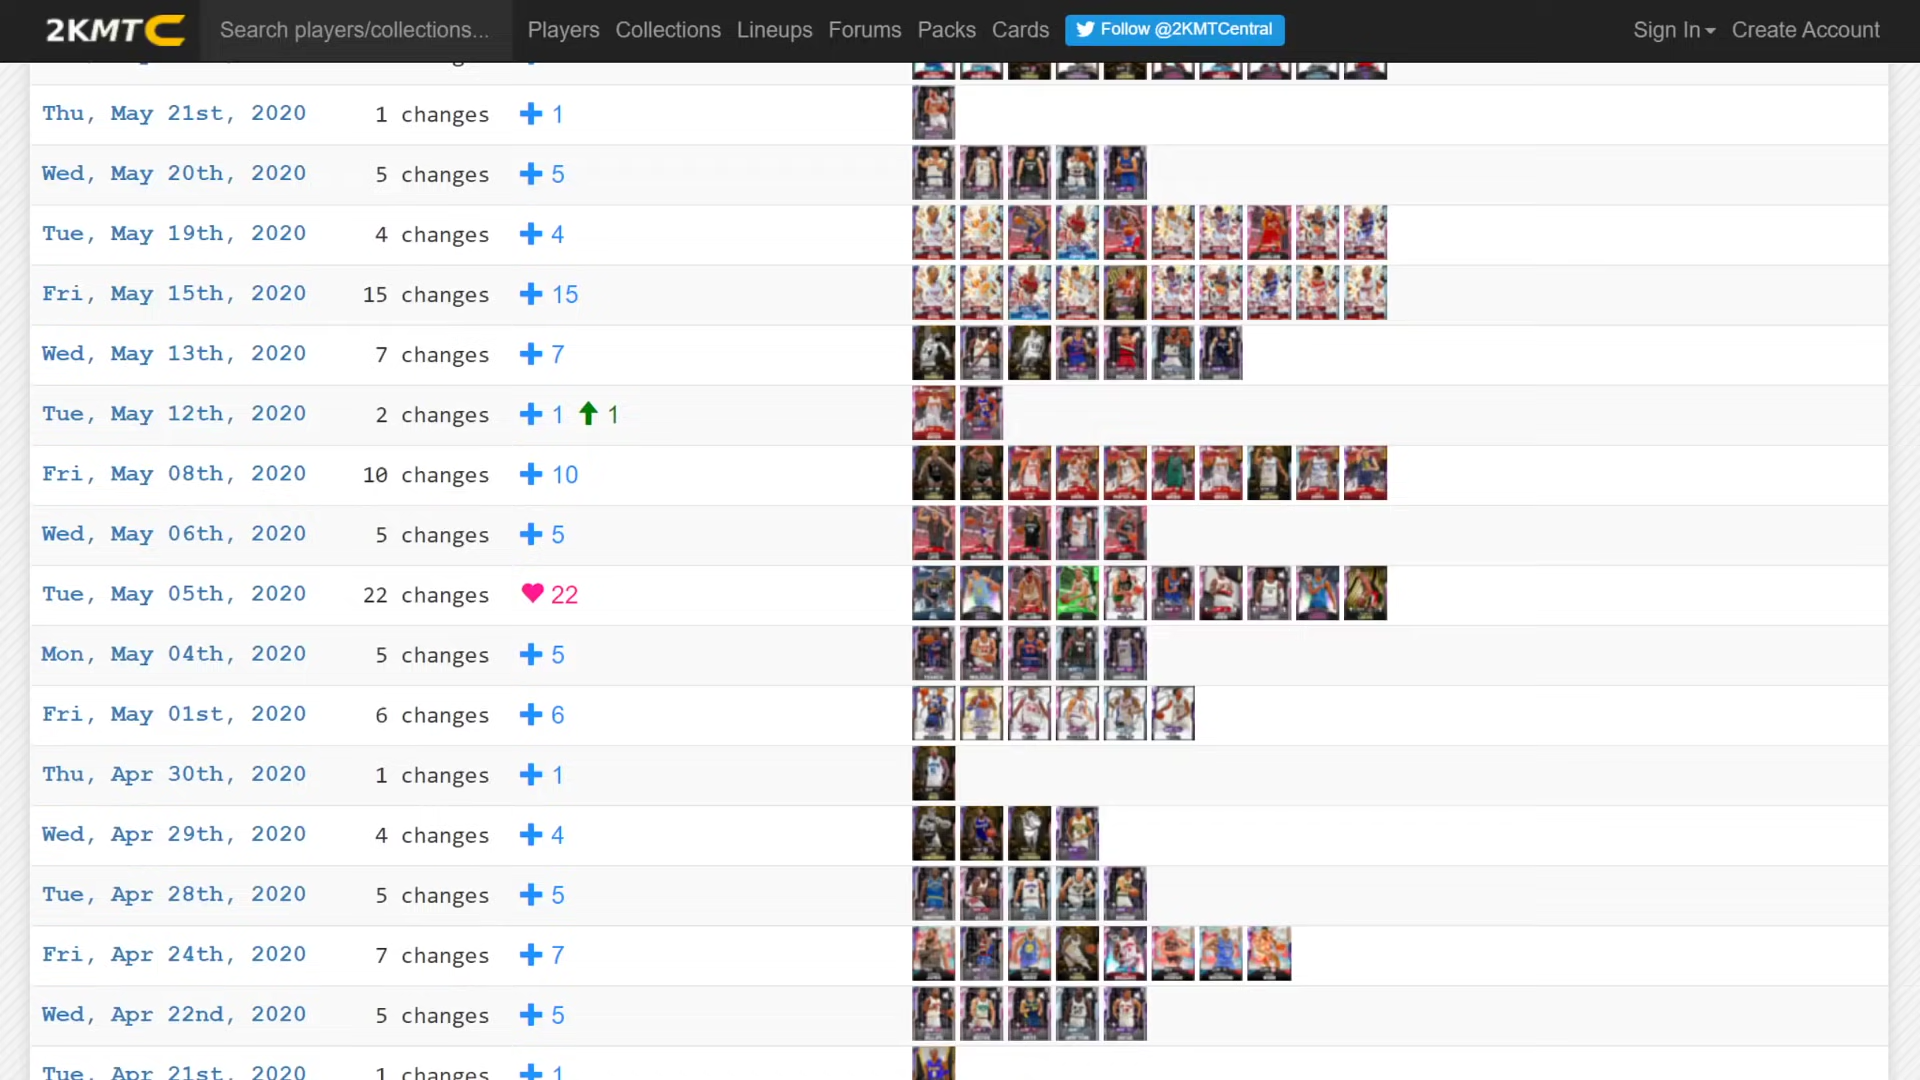 2KMTC Search players/collections... Players Collections Lineups Forums Packs Cards Follow @2KMTCentral Sign In Create Account
Thu, May 21st, 2020 1 changes 1
Wed, May 20th, 2020 5 changes 5
Tue, May 19th, 2020 4 changes 4
Fri, May 15th, 2020 15 changes 15
Wed, May 13th, 2020 7 changes 7
Tue, May 12th, 2020 2 changes 1 1
Fri, May 08th, 2020 10 changes 10
Wed, May 06th, 2020 5 changes 5
Tue, May 05th, 2020 22 changes 22
Mon, May 04th, 2020 5 changes 5
Fri, May 01st, 2020 6 changes 6
Thu, Apr 30th, 2020 1 changes 1
Wed, Apr 29th, 2020 4 changes 4
Tue, Apr 28th, 2020 5 changes 5
Fri, Apr 24th, 2020 7 changes 7
Wed, Apr 22nd, 2020 5 changes 5
Tue, Apr 21st, 2020 1 changes 1